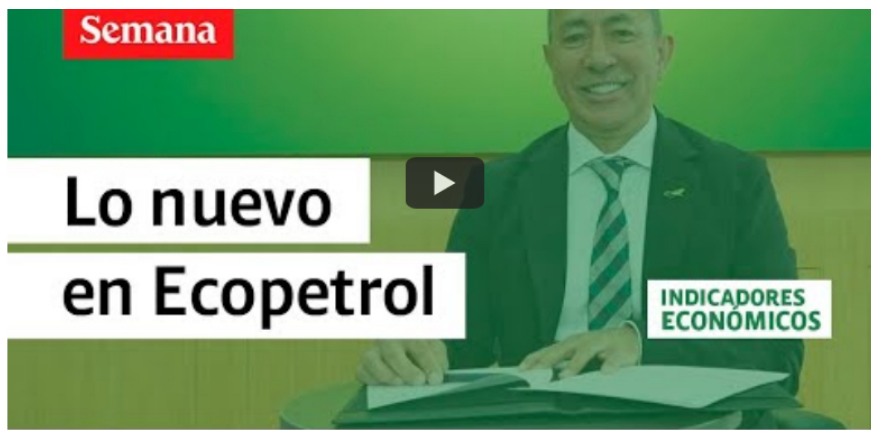 Semana
Lo nuevo
en Ecopetrol
INDICADORES
ECONÓMICOS